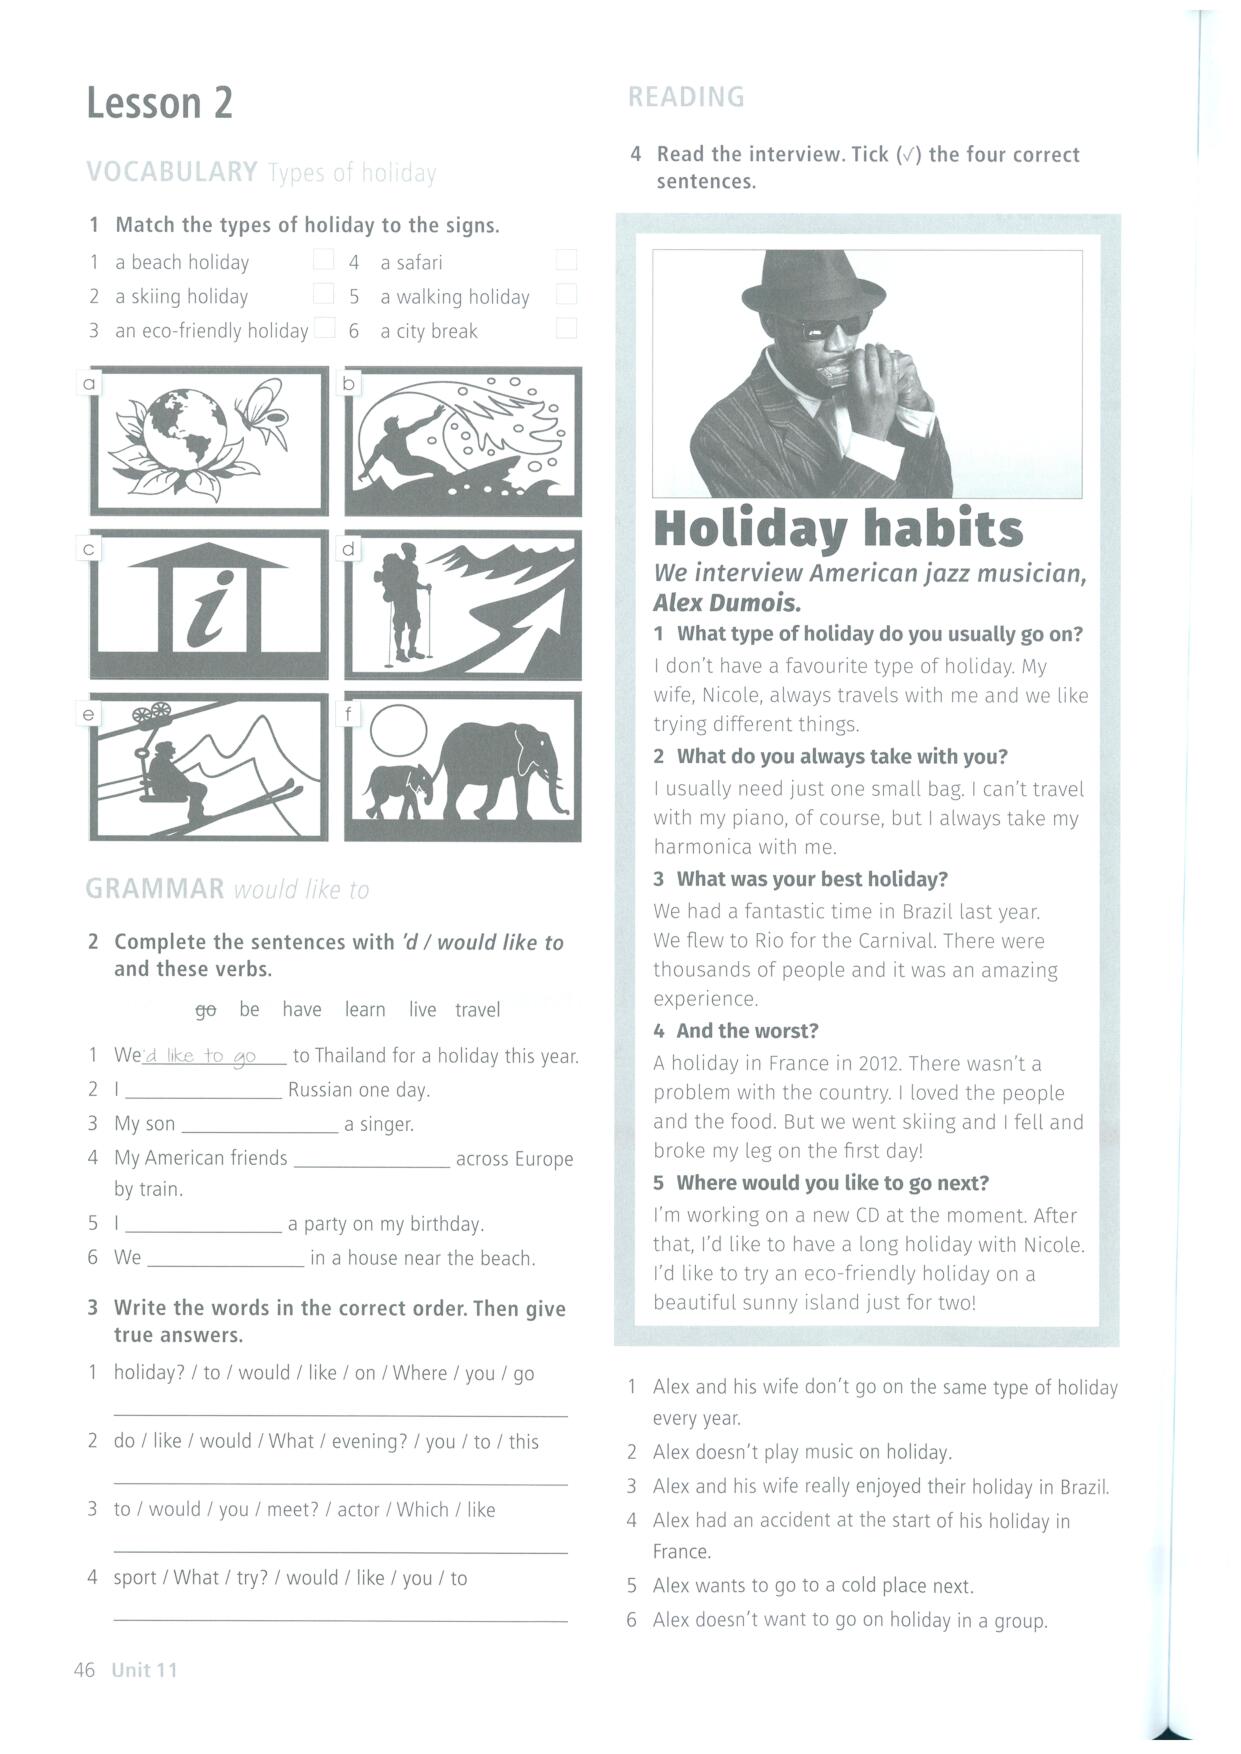 Lesson 2
VOCABULARY Types of holiday
1 Match the types of holiday to the signs.
1 a beach holiday
2 a skiing holiday
3 an eco-friendly holiday
4 a safari
5 a walking holiday
6 a city break
a
b
c
i
d
e
f
GRAMMAR would like to
2 Complete the sentences with 'd / would like to
and these verbs.
go be have learn live travel
1 We'd like to go to Thailand for a holiday this year.
2 I ______________ Russian one day.
3 My son ______________ a singer.
4 My American friends ______________ across Europe
by train.
5 I ______________ a party on my birthday.
6 We ______________ in a house near the beach.
3 Write the words in the correct order. Then give
true answers.
1 holiday? / to / would / like / on / Where / you / go
2 do / like / would / What / evening? / you / to / this
3 to / would / you / meet? / actor / Which / like
4 sport / What / try? / would / like / you / to
46 Unit 11
READING
4 Read the interview. Tick (✓) the four correct
sentences.
Holiday habits
We interview American jazz musician,
Alex Dumois.
1 What type of holiday do you usually go on?
I don't have a favourite type of holiday. My
wife, Nicole, always travels with me and we like
trying different things.
2 What do you always take with you?
I usually need just one small bag. I can't travel
with my piano, of course, but I always take my
harmonica with me.
3 What was your best holiday?
We had a fantastic time in Brazil last year.
We flew to Rio for the Carnival. There were
thousands of people and it was an amazing
experience.
4 And the worst?
A holiday in France in 2012. There wasn't a
problem with the country. I loved the people
and the food. But we went skiing and I fell and
broke my leg on the first day!
5 Where would you like to go next?
I'm working on a new CD at the moment. After
that, I'd like to have a long holiday with Nicole.
I'd like to try an eco-friendly holiday on a
beautiful sunny island just for two!
1 Alex and his wife don't go on the same type of holiday
every year.
2 Alex doesn't play music on holiday.
3 Alex and his wife really enjoyed their holiday in Brazil.
4 Alex had an accident at the start of his holiday in
France.
5 Alex wants to go to a cold place next.
6 Alex doesn't want to go on holiday in a group.